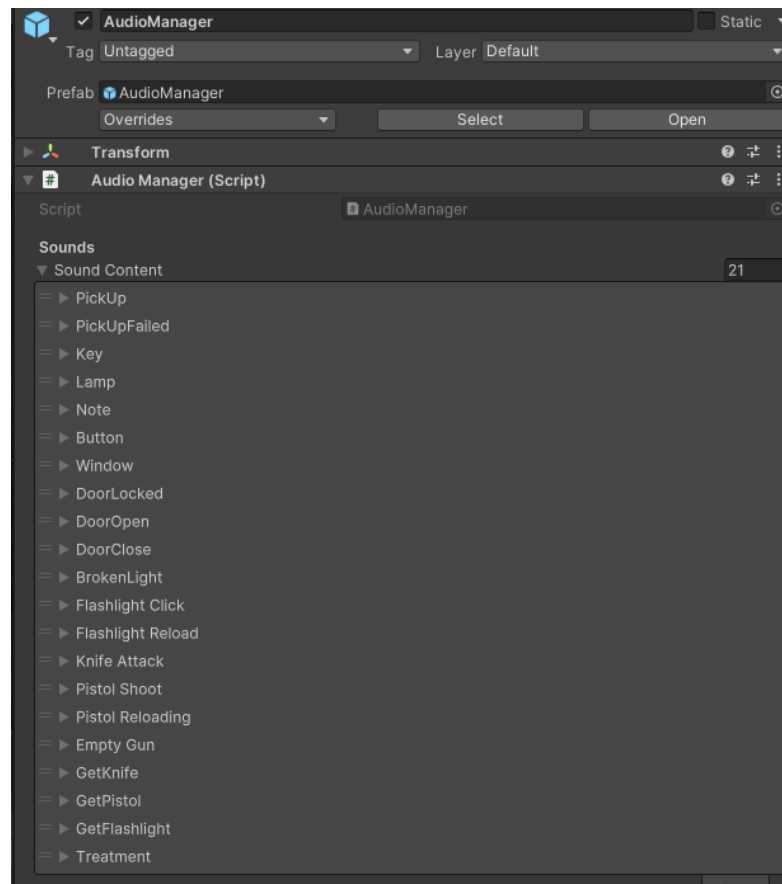 AudioManager Static
Tag Untagged Layer Default
Prefab AudioManager
Overrides Select Open
Transform
# Audio Manager (Script)
Script # AudioManager
Sounds
Sound Content 21
PickUp
PickUpFailed
Key
Lamp
Note
Button
Window
DoorLocked
DoorOpen
DoorClose
BrokenLight
Flashlight Click
Flashlight Reload
Knife Attack
Pistol Shoot
Pistol Reloading
Empty Gun
GetKnife
GetPistol
GetFlashlight
Treatment